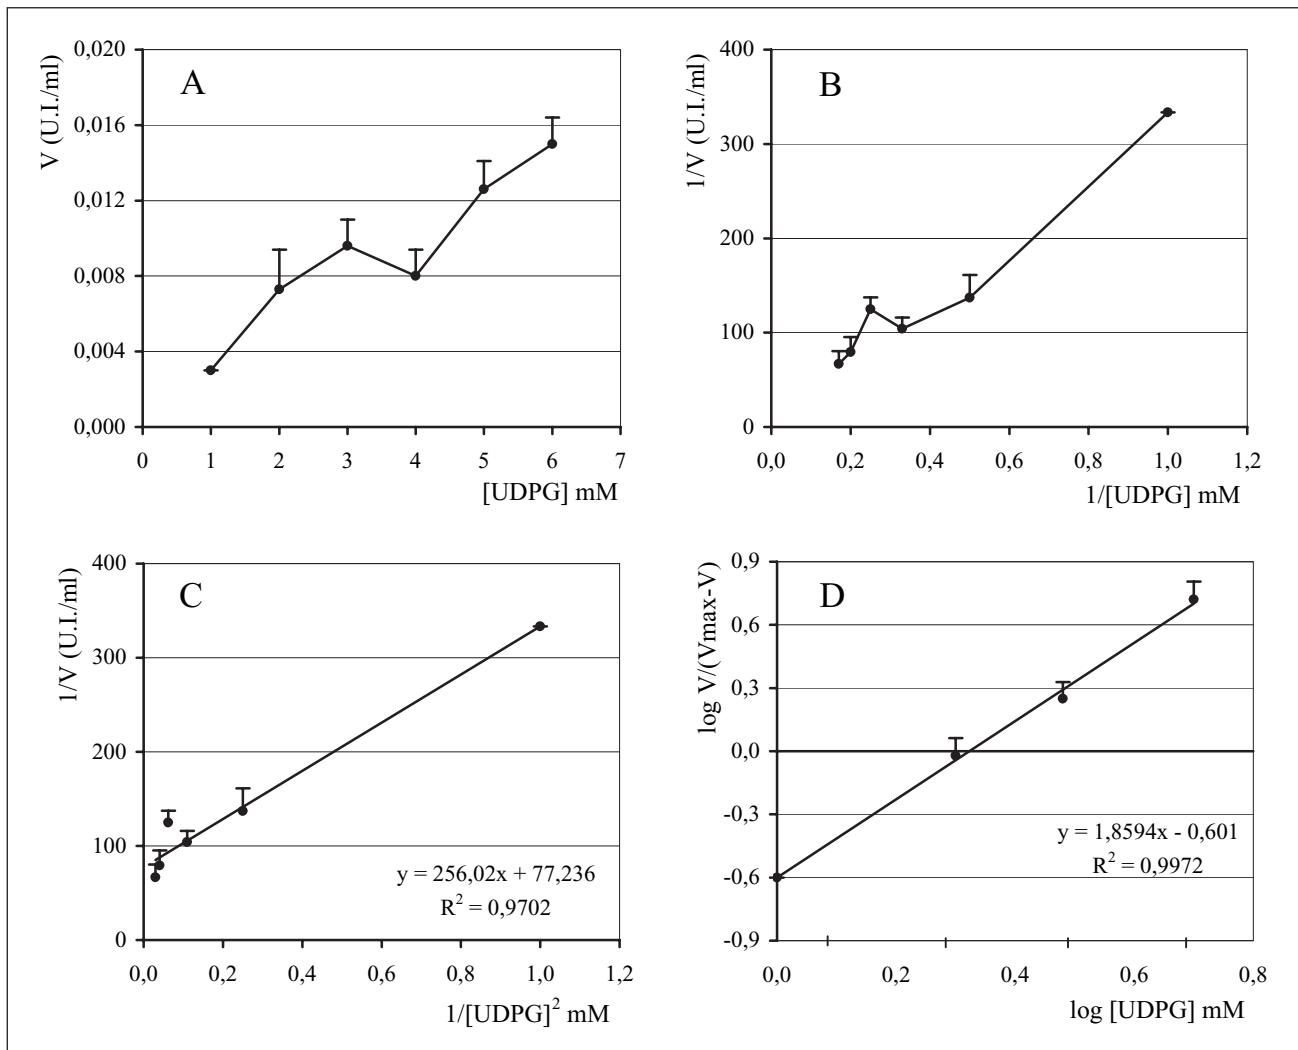 A
V (U.I./ml)
0,020
0,016
0,012
0,008
0,004
0,000
0 1 2 3 4 5 6 7
[UDPG] mM
B
1/V (U.I./ml)
400
300
200
100
0
0,0 0,2 0,4 0,6 0,8 1,0 1,2
1/[UDPG] mM
C
1/V (U.I./ml)
400
300
200
100
0
y = 256,02x + 77,236
R² = 0,9702
0,0 0,2 0,4 0,6 0,8 1,0 1,2
1/[UDPG]² mM
D
log V/(Vmax-V)
0,9
0,6
0,3
0,0
-0,3
-0,6
-0,9
y = 1,8594x - 0,601
R² = 0,9972
0,0 0,2 0,4 0,6 0,8
log [UDPG] mM